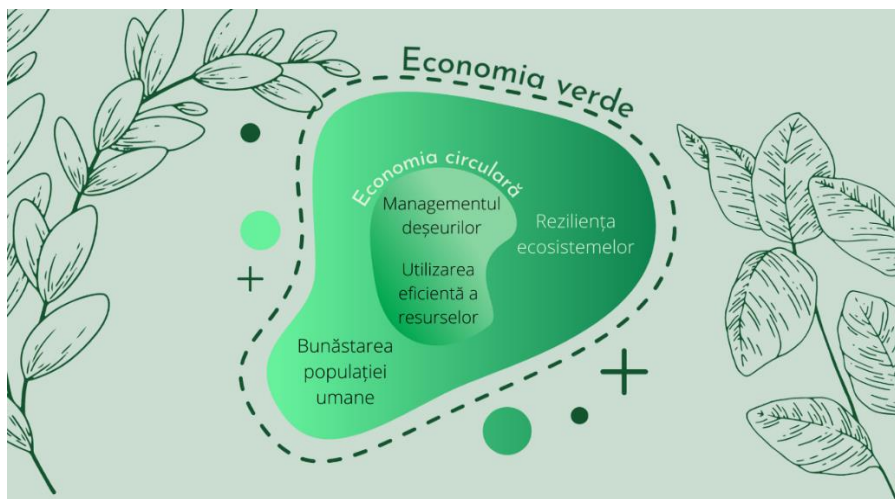 Economia verde
Economia circulară
Managementul
deșeurilor
Reziliența
ecosistemelor
Utilizarea
eficientă a
resurselor
Bunăstarea
populației
umane